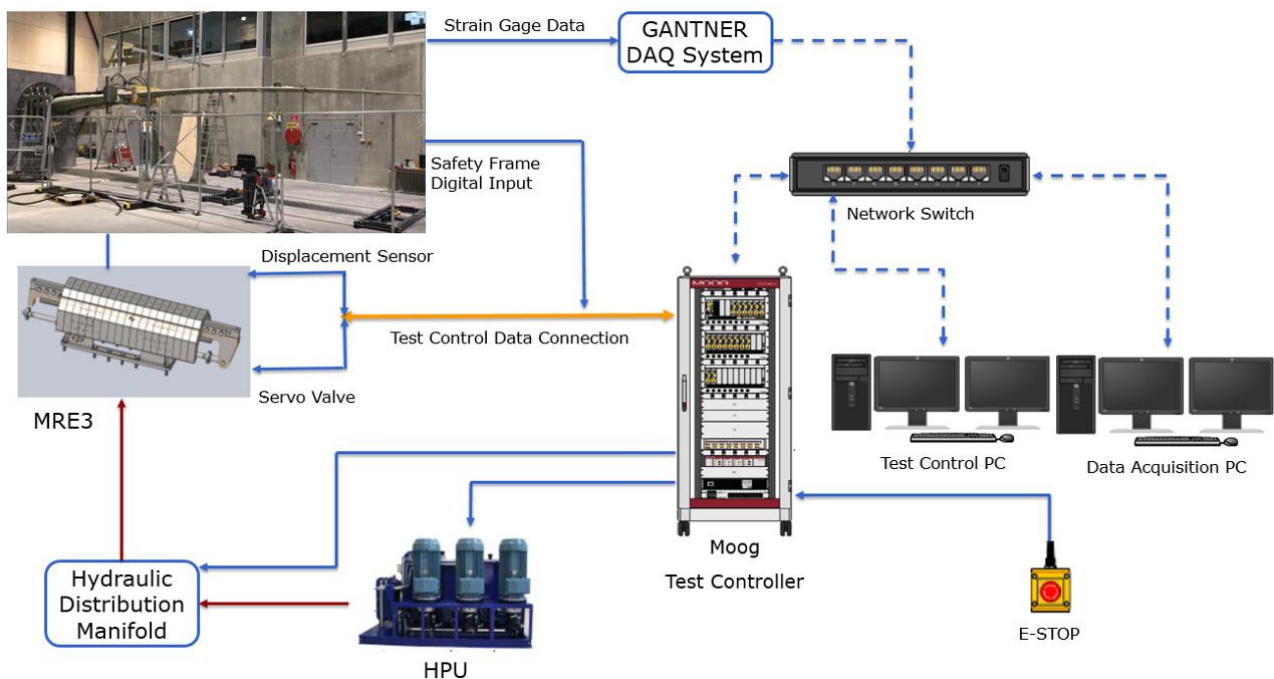 Strain Gage Data
GANTNER
DAQ System
Safety Frame
Digital Input
Network Switch
Displacement Sensor
Test Control Data Connection
MOOG
Servo Valve
MRE3
Test Control PC
Data Acquisition PC
Moog
Test Controller
Hydraulic
Distribution
Manifold
HPU
E-STOP